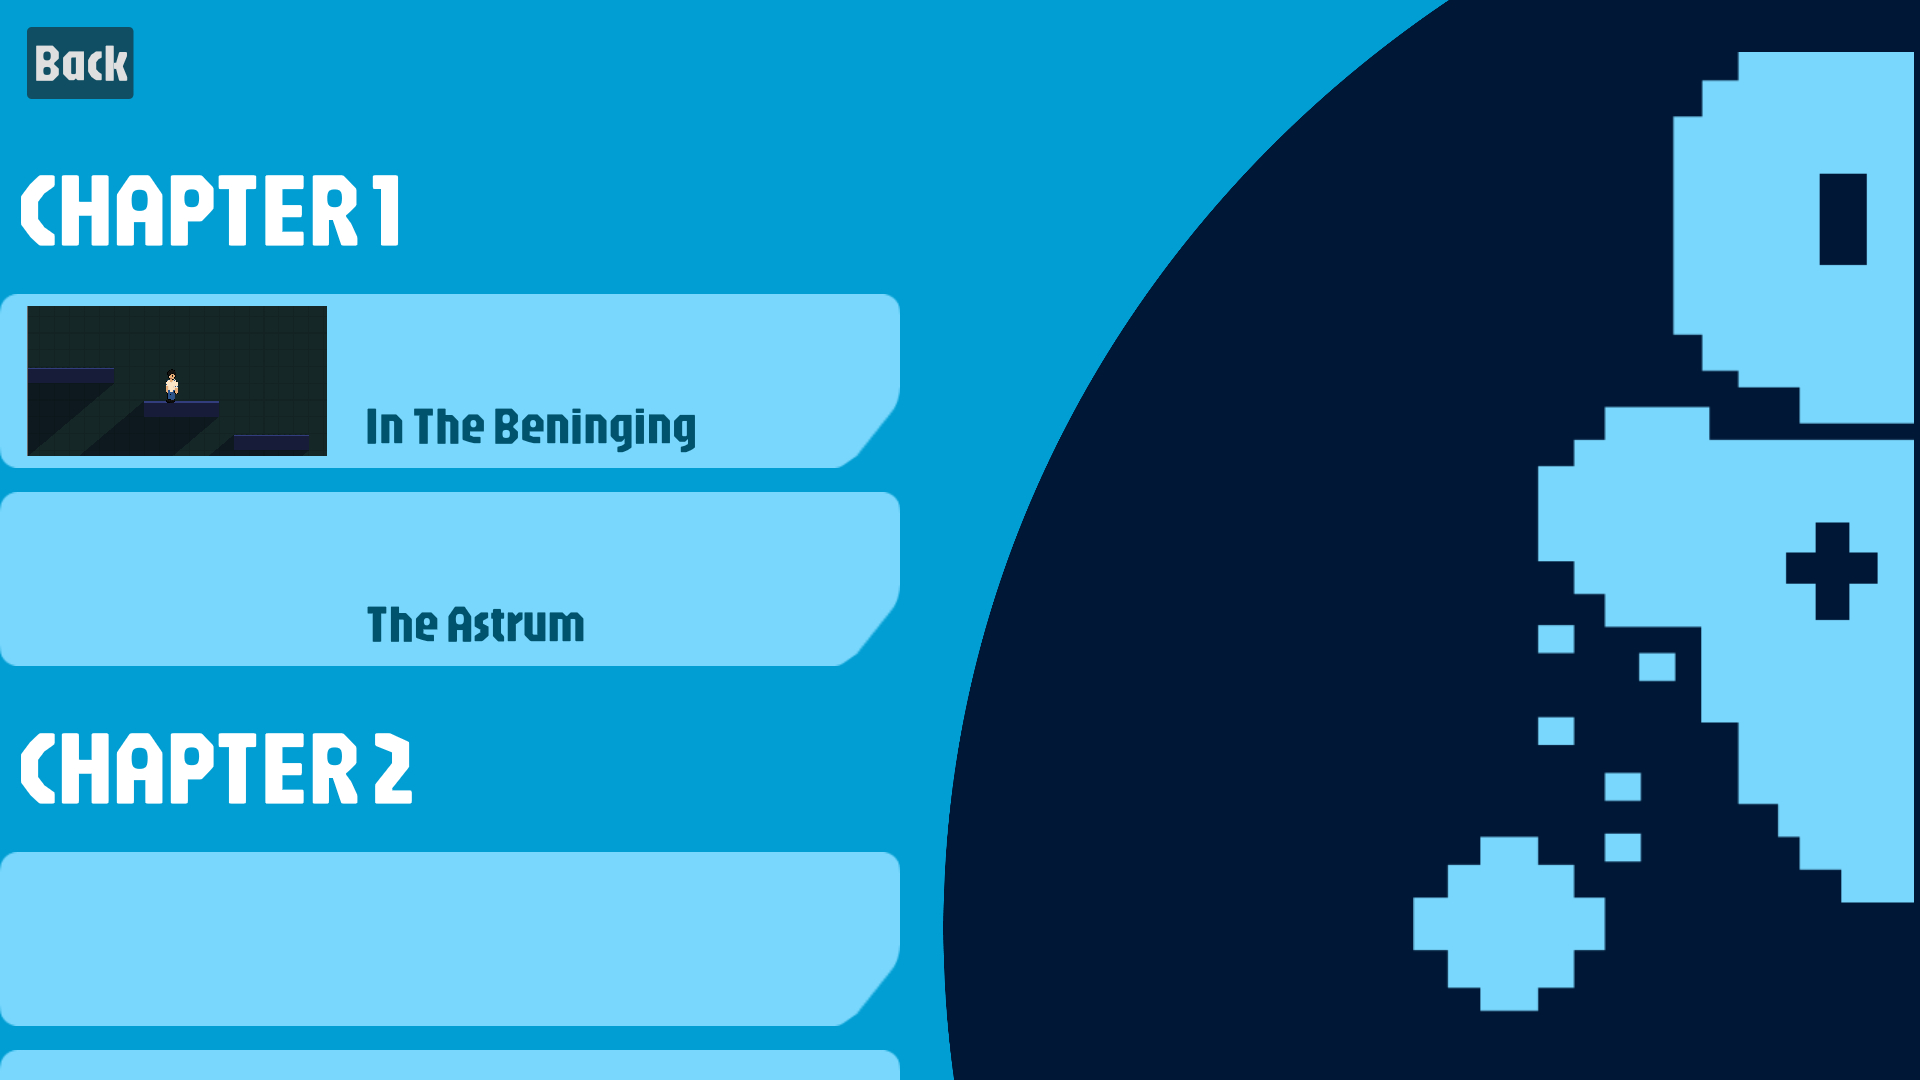 Back
CHAPTER 1
In The Beninging
The Astrum
CHAPTER 2